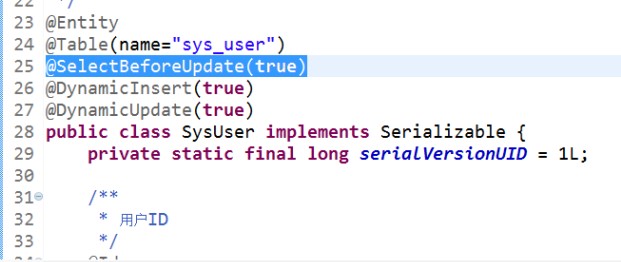 22 */
23 @Entity
24 @Table(name="sys_user")
25 @SelectBeforeUpdate(true)
26 @DynamicInsert(true)
27 @DynamicUpdate(true)
28 public class SysUser implements Serializable {
29     private static final long serialVersionUID = 1L;
30
31     /**
32      * 用户ID
33      */